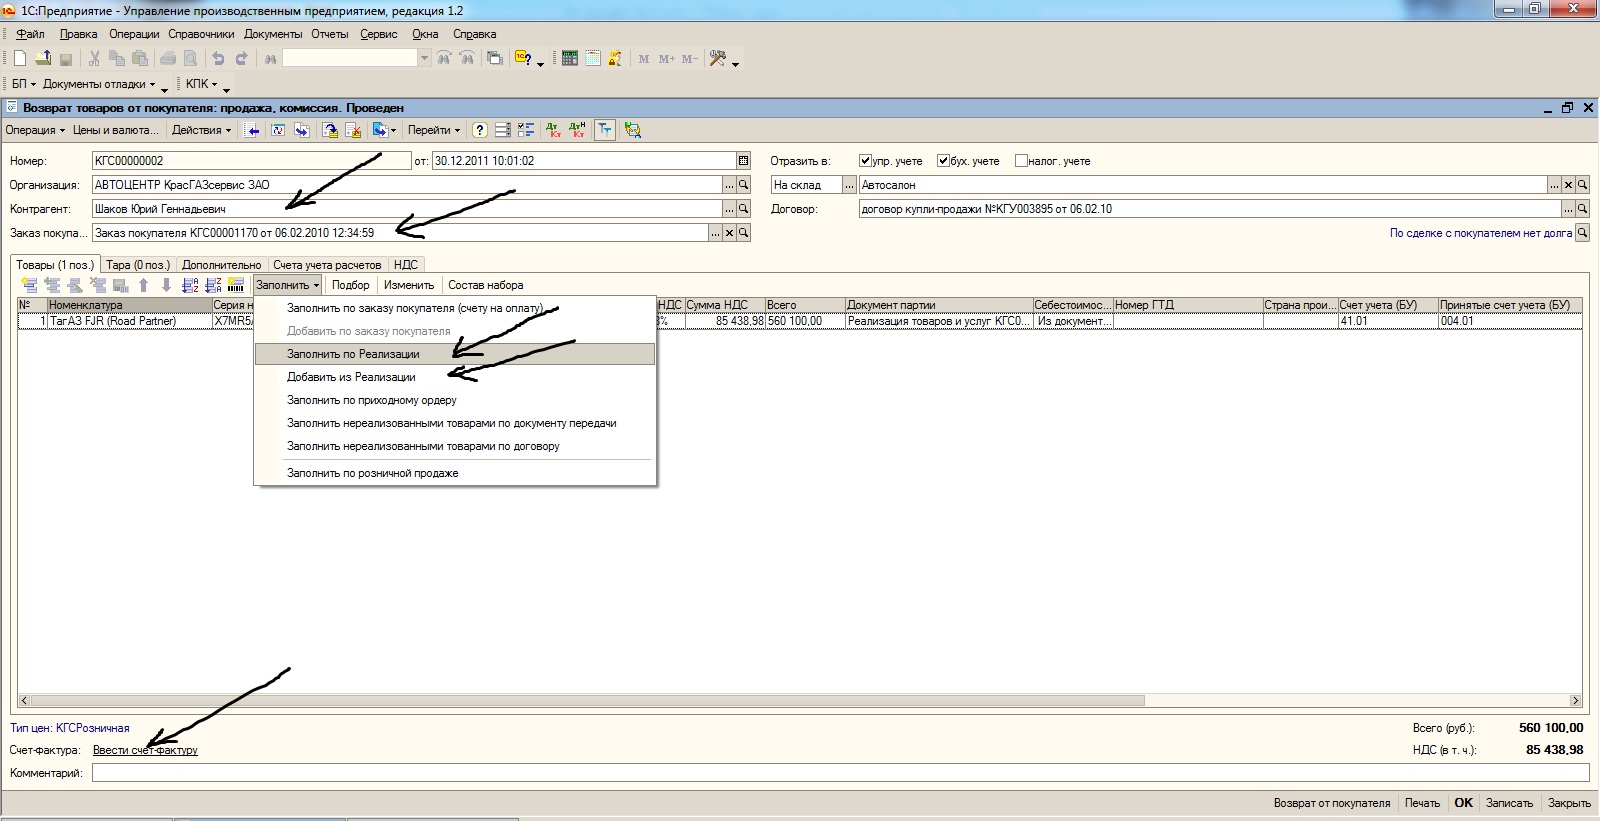 1С:Предприятие - Управление производственным предприятием, редакция 1.2
Файл Правка Операции Справочники Документы Отчеты Сервис Окна Справка
M M+ M-
БП Документы отладки КПК
Возврат товаров от покупателя: продажа, комиссия. Проведен
Операция Цены и валюта... Действия Перейти
Номер: КГС00000002 от: 30.12.2011 10:01:02 Отразить в: упр. учете бух. учете налог. учете
Организация: АВТОЦЕНТР КрасГАЗсервис ЗАО На склад ... Автосалон
Контрагент: Шаков Юрий Геннадьевич Договор: договор купли-продажи №КГУ003895 от 06.02.10
Заказ покупа... Заказ покупателя КГС00001170 от 06.02.2010 12:34:59 По сделке с покупателем нет долга
Товары (1 поз.) Тара (0 поз.) Дополнительно Счета учета расчетов НДС
Заполнить Подбор Изменить Состав набора
№ Номенклатура Серия н НДС Сумма НДС Всего Документ партии Себестоимос... Номер ГТД Страна прои... Счет учета (БУ) Принятые счет учета (БУ)
1 ТагАЗ FJR (Road Partner) X7MR5 % 85 438,98 560 100,00 Реализация товаров и услуг КГС0... Из документ... 41.01 004.01
Заполнить по заказу покупателя (счету на оплату)
Добавить по заказу покупателя
Заполнить по Реализации
Добавить из Реализации
Заполнить по приходному ордеру
Заполнить нереализованными товарами по документу передачи
Заполнить нереализованными товарами по договору
Заполнить по розничной продаже
Тип цен: КГСРозничная Всего (руб.): 560 100,00
Счет-фактура: Ввести счет-фактуру НДС (в т. ч.): 85 438,98
Комментарий:
Возврат от покупателя Печать OK Записать Закрыть